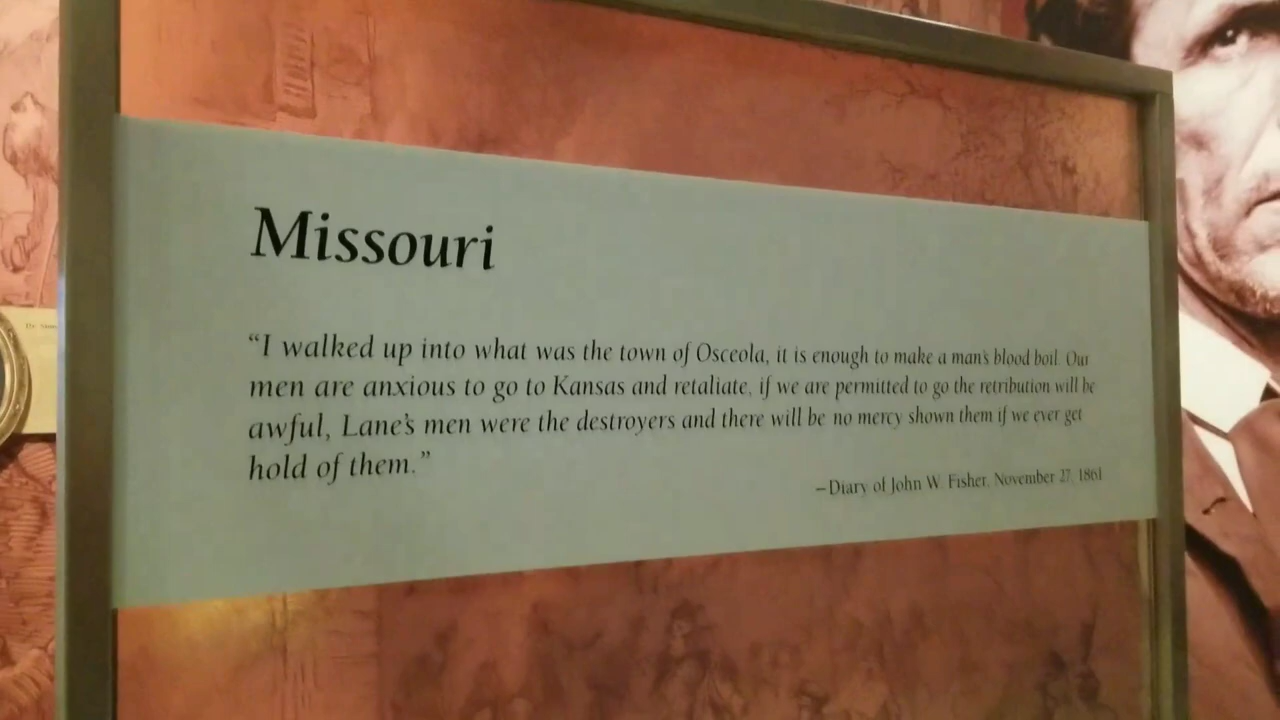 Missouri
“I walked up into what was the town of Osceola, it is enough to make a man's blood boil. Our
men are anxious to go to Kansas and retaliate, if we are permitted to go the retribution will be
awful, Lane's men were the destroyers and there will be no mercy shown them if we ever get
hold of them.”
–Diary of John W. Fisher, November 27, 1861